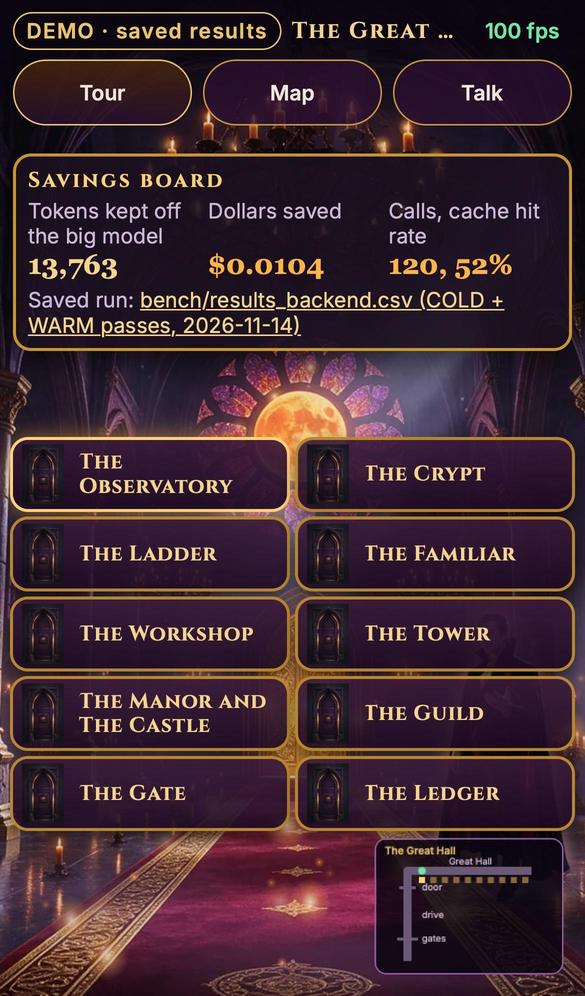 DEMO · saved results
The Great ...
100 fps
Tour
Map
Talk
Savings board
Tokens kept off
the big model
13,763
Dollars saved
$0.0104
Calls, cache hit
rate
120, 52%
Saved run: bench/results_backend.csv (COLD +
WARM passes, 2026-11-14)
The
Observatory
The Crypt
The Ladder
The Familiar
The Workshop
The Tower
The Manor and
The Castle
The Guild
The Gate
The Ledger
The Great Hall
Great Hall
door
drive
gates